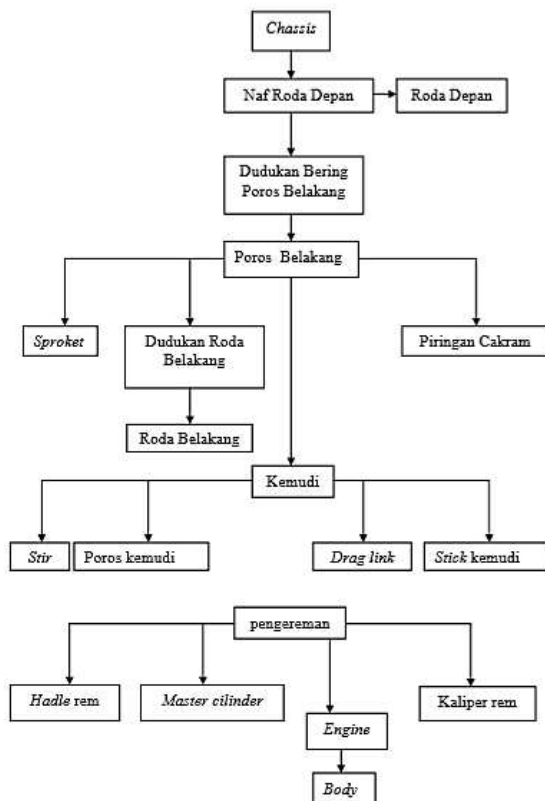 Chassis
Naf Roda Depan
Roda Depan
Dudukan Bering
Poros Belakang
Poros Belakang
Sproket
Dudukan Roda
Belakang
Piringan Cakram
Roda Belakang
Kemudi
Stir
Poros kemudi
Drag link
Stick kemudi
pengereman
Hadle rem
Master cilinder
Kaliper rem
Engine
Body